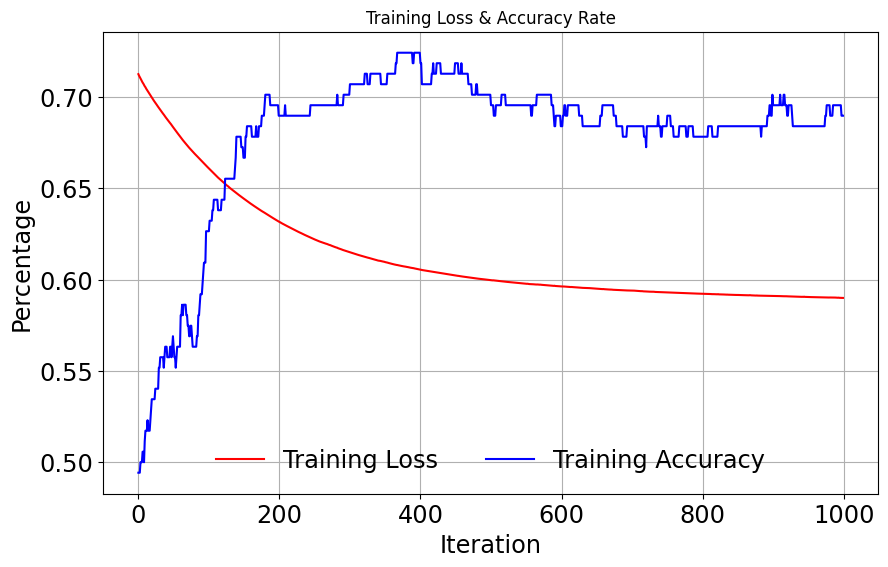 Training Loss & Accuracy Rate
Percentage
0.70
0.65
0.60
0.55
0.50
Training Loss
Training Accuracy
0 200 400 600 800 1000
Iteration